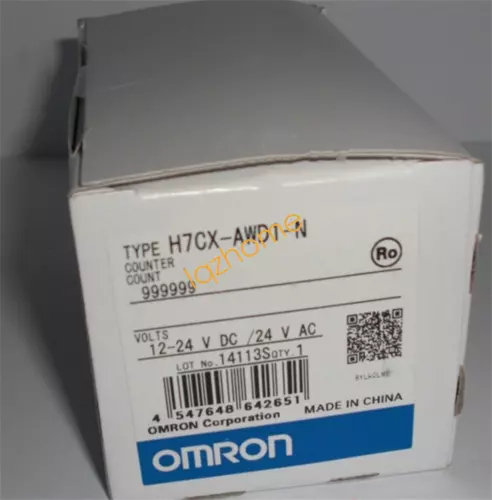 TYPE H7CX-AWD1-N
COUNTER
COUNT
999999
Ro
lqzhome
VOLTS
12-24 V DC /24 V AC
LOT No.14113S QTY.1
4 547648 642651
OMRON Corporation
MADE IN CHINA
OMRON